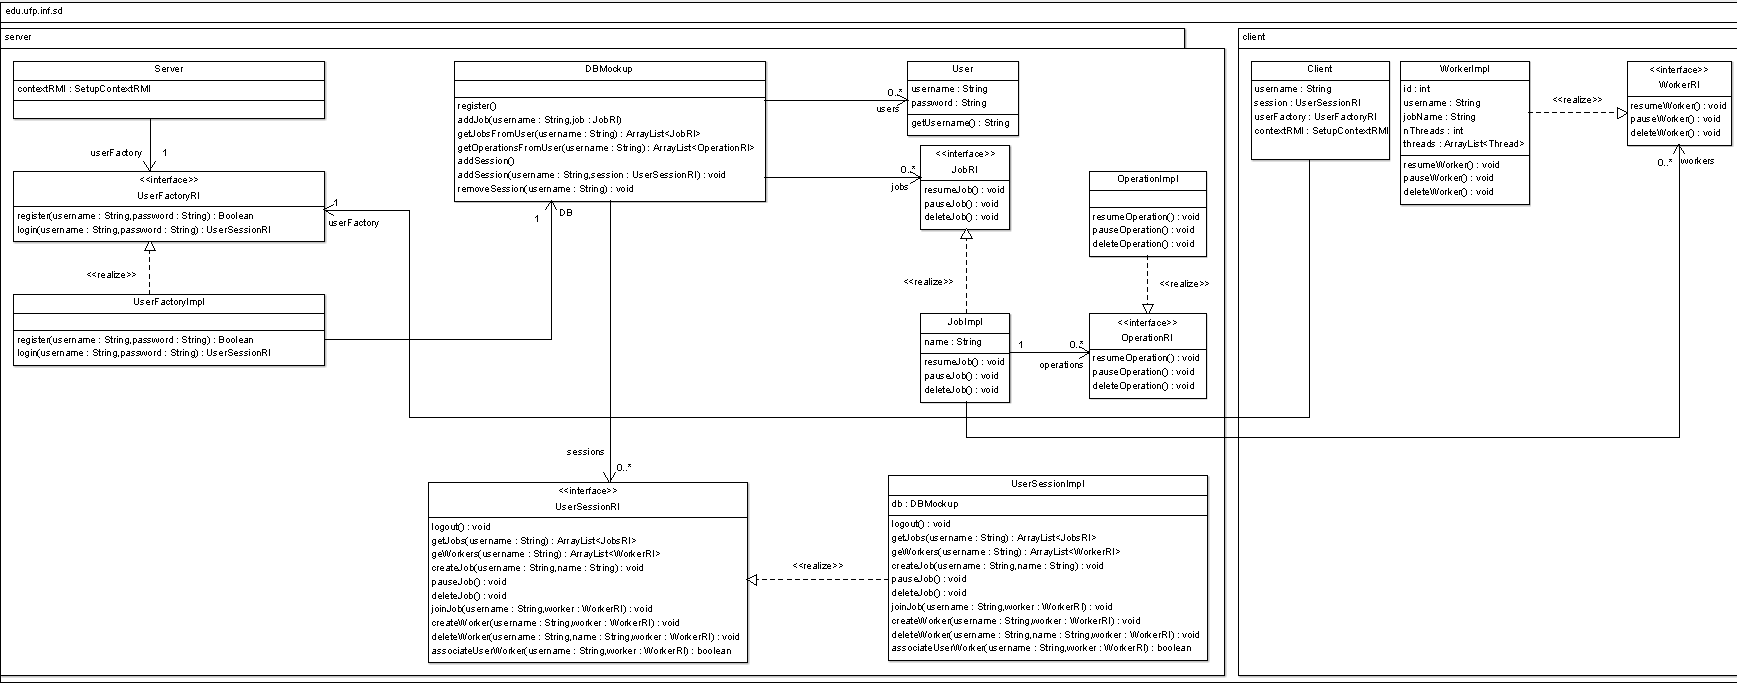 edu.ufp.inf.sd
server
Server
contextRMI : SetupContextRMI
userFactory
1
<<interface>>
UserFactoryRI
register(username : String,password : String) : Boolean
login(username : String,password : String) : UserSessionRI
1
userFactory
<<realize>>
UserFactoryImpl
register(username : String,password : String) : Boolean
login(username : String,password : String) : UserSessionRI
DBMockup
register()
addJob(username : String,job : JobRI)
getJobsFromUser(username : String) : ArrayList<JobRI>
getOperationsFromUser(username : String) : ArrayList<OperationRI>
addSession()
addSession(username : String,session : UserSessionRI) : void
removeSession(username : String) : void
1
DB
0..*
users
User
username : String
password : String
getUsername() : String
0..*
jobs
<<interface>>
JobRI
resumeJob() : void
pauseJob() : void
deleteJob() : void
<<realize>>
JobImpl
name : String
resumeJob() : void
pauseJob() : void
deleteJob() : void
1
0..*
operations
OperationImpl
resumeOperation() : void
pauseOperation() : void
deleteOperation() : void
<<realize>>
<<interface>>
OperationRI
resumeOperation() : void
pauseOperation() : void
deleteOperation() : void
sessions
0..*
<<interface>>
UserSessionRI
logout() : void
getJobs(username : String) : ArrayList<JobsRI>
geWorkers(username : String) : ArrayList<WorkerRI>
createJob(username : String,name : String) : void
pauseJob() : void
deleteJob() : void
joinJob(username : String,worker : WorkerRI) : void
createWorker(username : String,worker : WorkerRI) : void
deleteWorker(username : String,name : String,worker : WorkerRI) : void
associateUserWorker(username : String,worker : WorkerRI) : boolean
<<realize>>
UserSessionImpl
db : DBMockup
logout() : void
getJobs(username : String) : ArrayList<JobsRI>
geWorkers(username : String) : ArrayList<WorkerRI>
createJob(username : String,name : String) : void
pauseJob() : void
deleteJob() : void
joinJob(username : String,worker : WorkerRI) : void
createWorker(username : String,worker : WorkerRI) : void
deleteWorker(username : String,name : String,worker : WorkerRI) : void
associateUserWorker(username : String,worker : WorkerRI) : boolean
client
Client
username : String
session : UserSessionRI
userFactory : UserFactoryRI
contextRMI : SetupContextRMI
WorkerImpl
id : int
username : String
jobName : String
nThreads : int
threads : ArrayList<Thread>
resumeWorker() : void
pauseWorker() : void
deleteWorker() : void
<<realize>>
<<interface>>
WorkerRI
resumeWorker() : void
pauseWorker() : void
deleteWorker() : void
0..*
workers